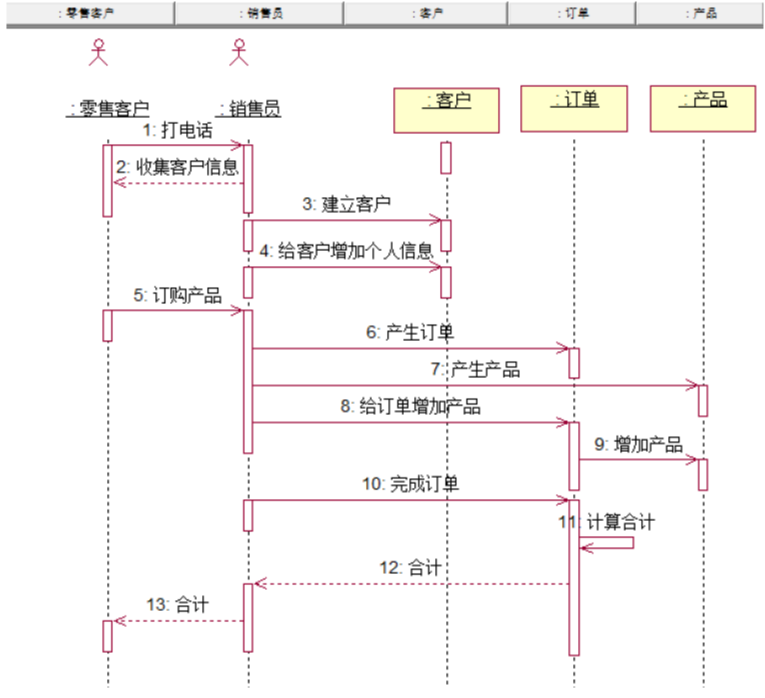 : 零售客户
: 销售员
: 客户
: 订单
: 产品
: 零售客户
: 销售员
: 客户
: 订单
: 产品
1: 打电话
2: 收集客户信息
3: 建立客户
4: 给客户增加个人信息
5: 订购产品
6: 产生订单
7: 产生产品
8: 给订单增加产品
9: 增加产品
10: 完成订单
11: 计算合计
12: 合计
13: 合计